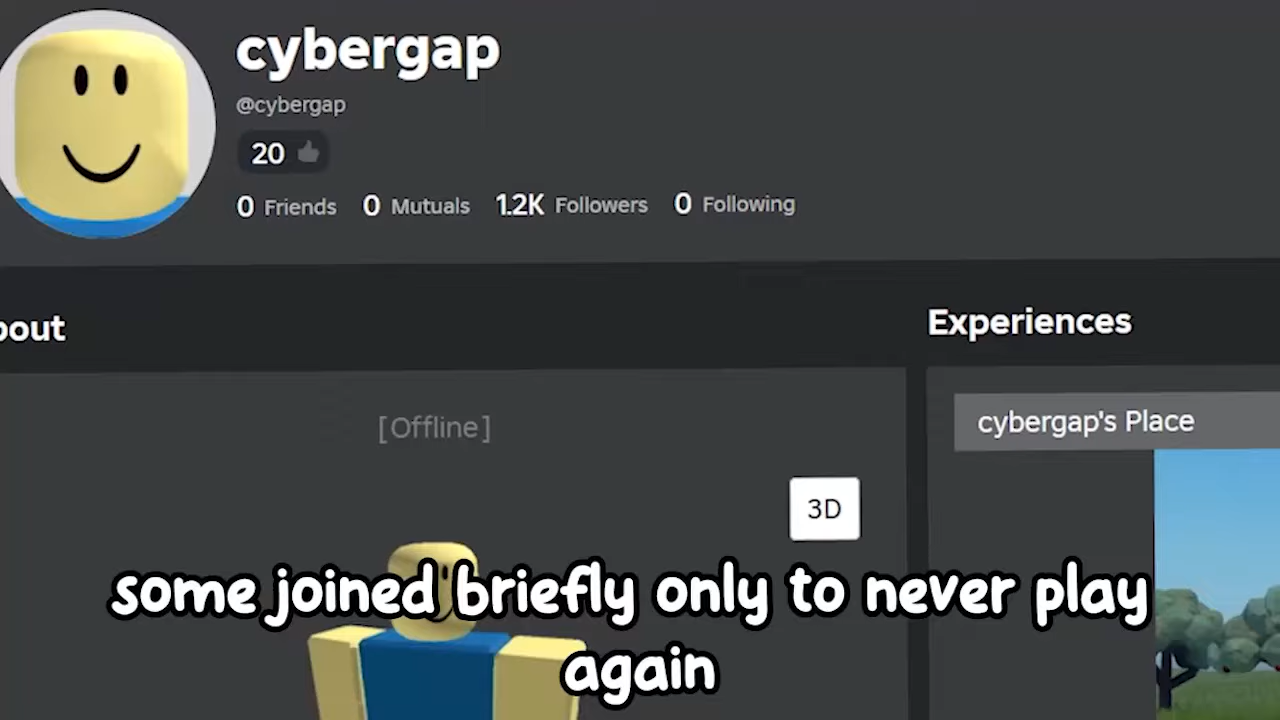 cybergap
@cybergap
20
0 Friends 0 Mutuals 1.2K Followers 0 Following
bout
Experiences
[Offline]
cybergap's Place
3D
some joined briefly only to never play
again